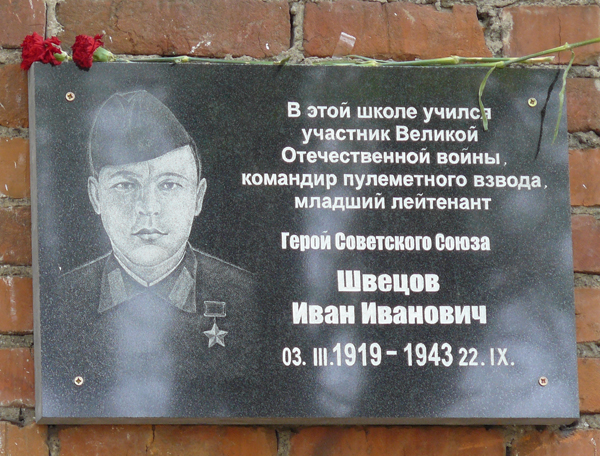 В этой школе учился
участник Великой
Отечественной войны,
командир пулеметного взвода,
младший лейтенант
Герой Советского Союза
Швецов
Иван Иванович
03. III.1919 - 1943 22. IX.